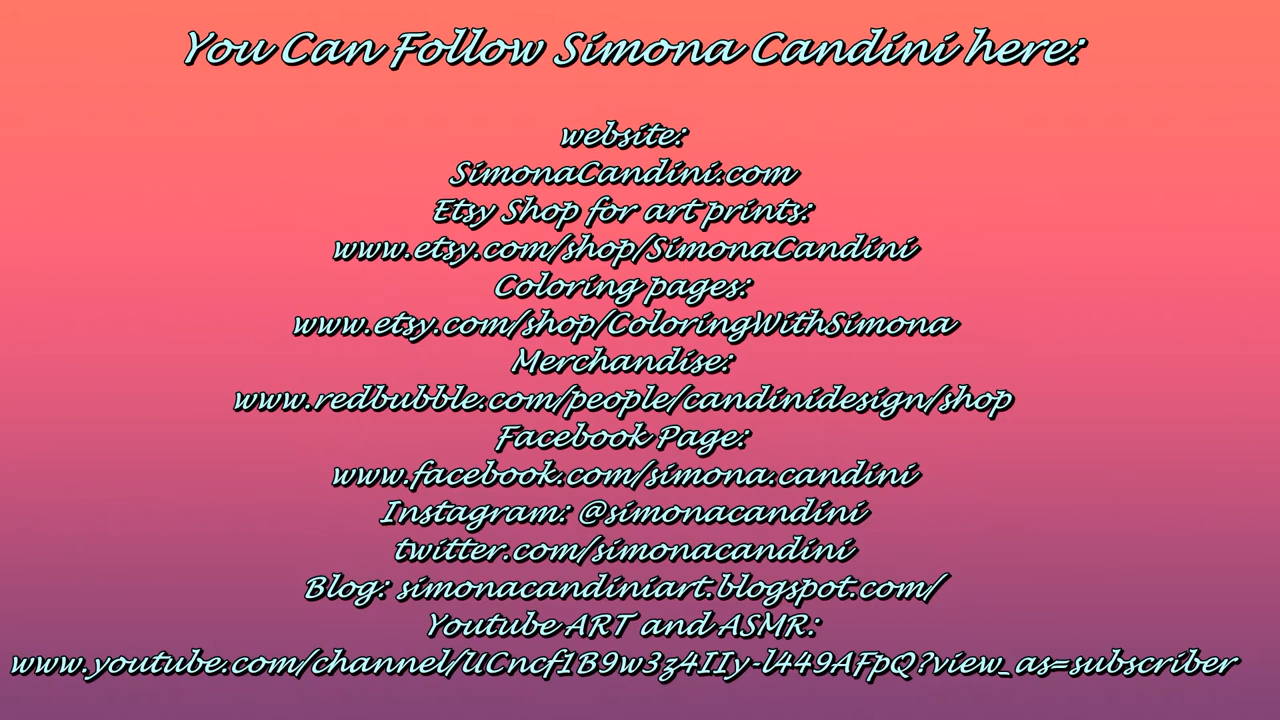 You Can Follow Simona Candini here:
website:
SimonaCandini.com
Etsy Shop for art prints:
www.etsy.com/shop/SimonaCandini
Coloring pages:
www.etsy.com/shop/ColoringWithSimona
Merchandise:
www.redbubble.com/people/candinidesign/shop
Facebook Page:
www.facebook.com/simona.candini
Instagram: @simonacandini
twitter.com/simonacandini
Blog: simonacandiniart.blogspot.com/
Youtube ART and ASMR:
www.youtube.com/channel/UCncf1B9w3z4IIy-l449AFpQ?view_as=subscriber